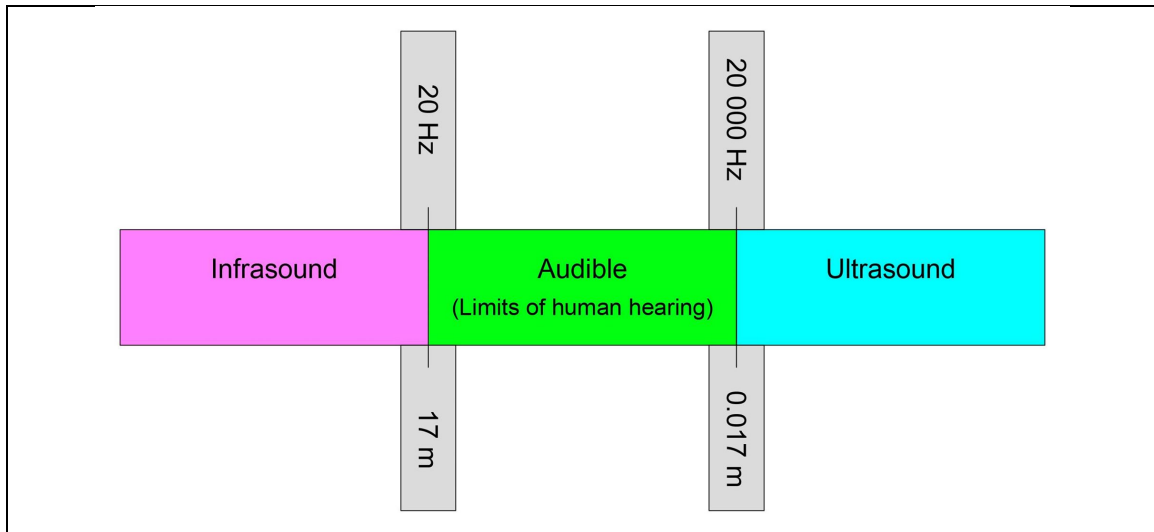 20 Hz
20 000 Hz
Infrasound
Audible
(Limits of human hearing)
Ultrasound
17 m
0.017 m